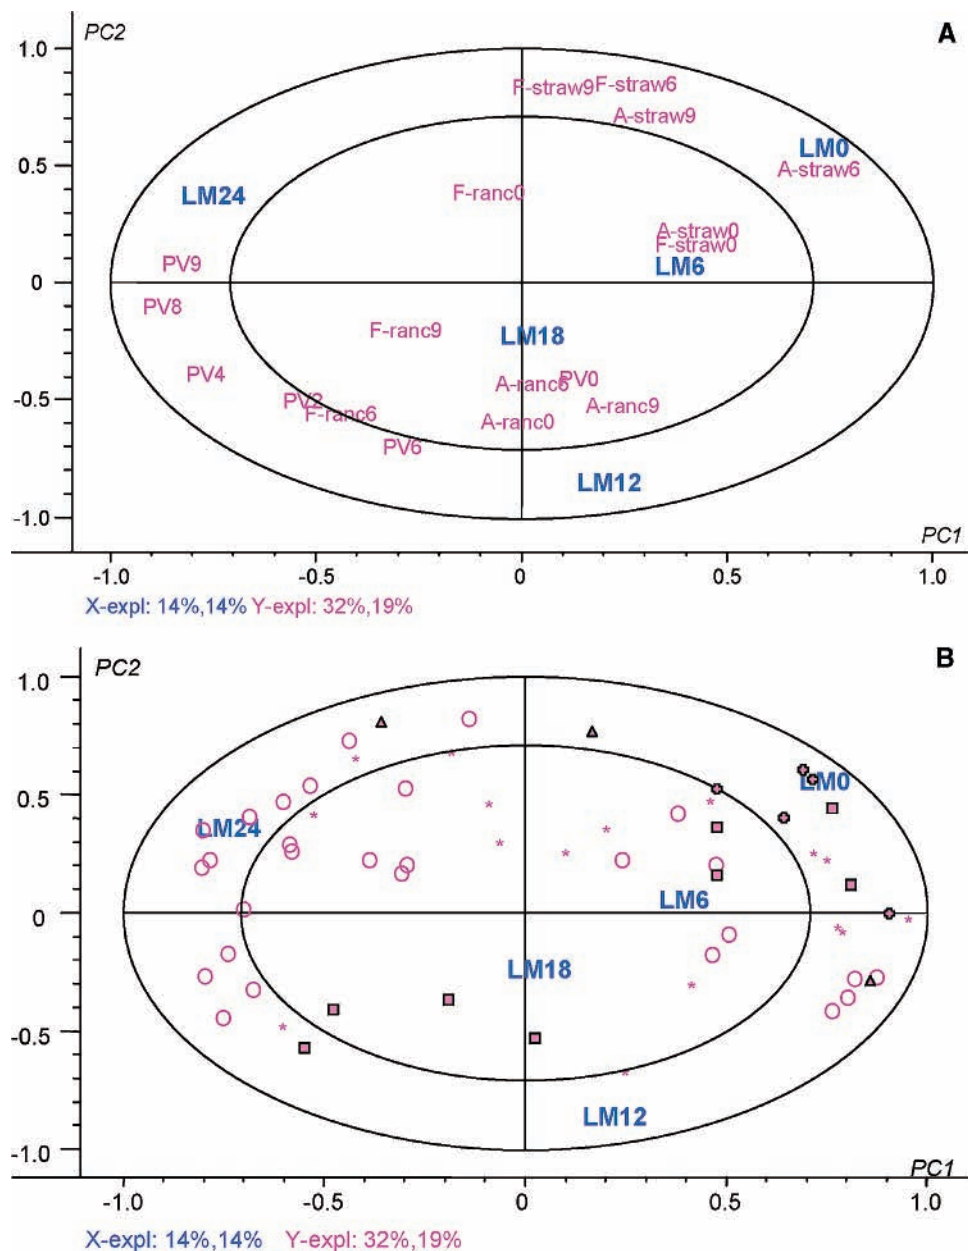 PC2
A
1.0
F-straw9 F-straw6
A-straw9
LM0
A-straw6
0.5
LM24
F-ranc0
A-straw0
F-straw0
PV9
LM6
0
PV8
F-ranc9
LM18
PV4
A-ranc6 PV0
-0.5
PV2
F-ranc6
A-ranc9
A-ranc0
PV6
LM12
-1.0
PC1
-1.0 -0.5 0 0.5 1.0
X-expl: 14%,14% Y-expl: 32%,19%
PC2
B
1.0
LM0
0.5
LM24
LM6
0
LM18
-0.5
LM12
-1.0
PC1
-1.0 -0.5 0 0.5 1.0
X-expl: 14%,14% Y-expl: 32%,19%